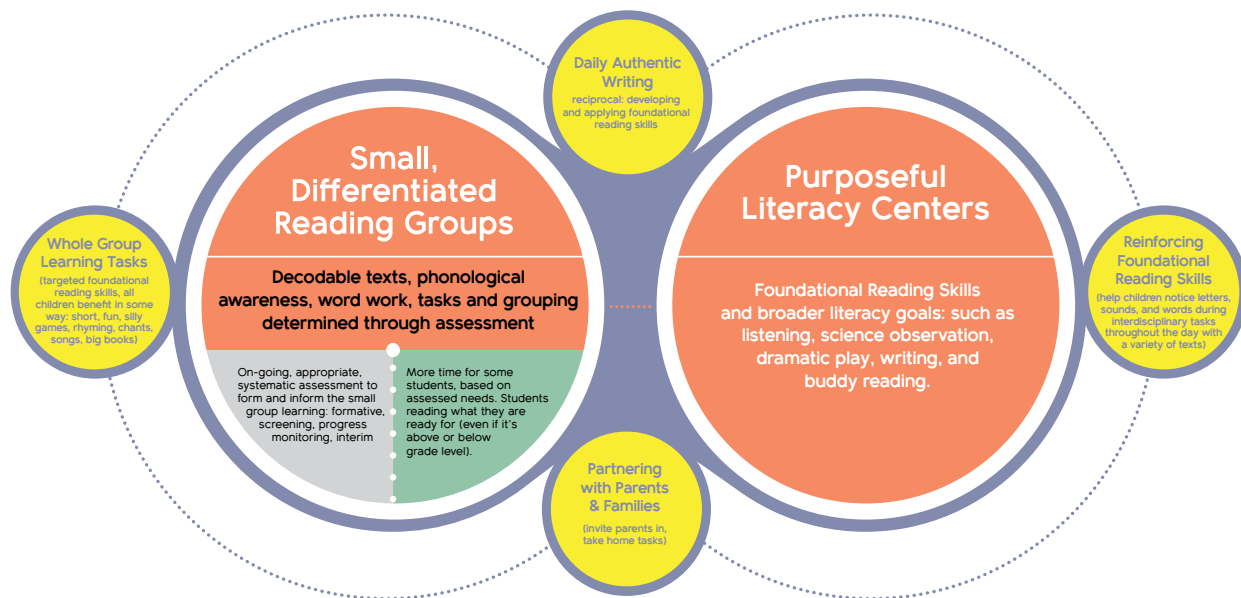 Daily Authentic
Writing
reciprocal: developing
and applying foundational
reading skills
Small,
Differentiated
Reading Groups
Decodable texts, phonological
awareness, word work, tasks and grouping
determined through assessment
On-going, appropriate,
systematic assessment to
form and inform the small
group learning: formative,
screening, progress
monitoring, interim
More time for some
students, based on
assessed needs. Students
reading what they are
ready for (even if it's
above or below
grade level).
Purposeful
Literacy Centers
Foundational Reading Skills
and broader literacy goals: such as
listening, science observation,
dramatic play, writing, and
buddy reading.
Whole Group
Learning Tasks
(targeted foundational
reading skills, all
children benefit in some
way: short, fun, silly
games, rhyming, chants,
songs, big books)
Reinforcing
Foundational
Reading Skills
(help children notice letters,
sounds, and words during
interdisciplinary tasks
throughout the day with
a variety of texts)
Partnering
with Parents
& Families
(invite parents in,
take home tasks)